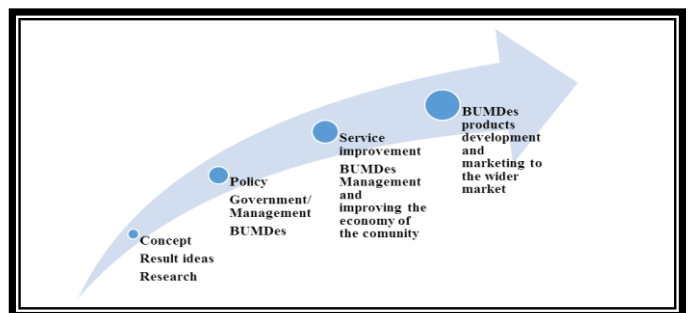 Concept
Result ideas
Research
Policy
Government/
Management
BUMDes
Service
improvement
BUMDes
Management
and
improving the
economy of
the comunity
BUMDes
products
development
and
marketing to
the wider
market